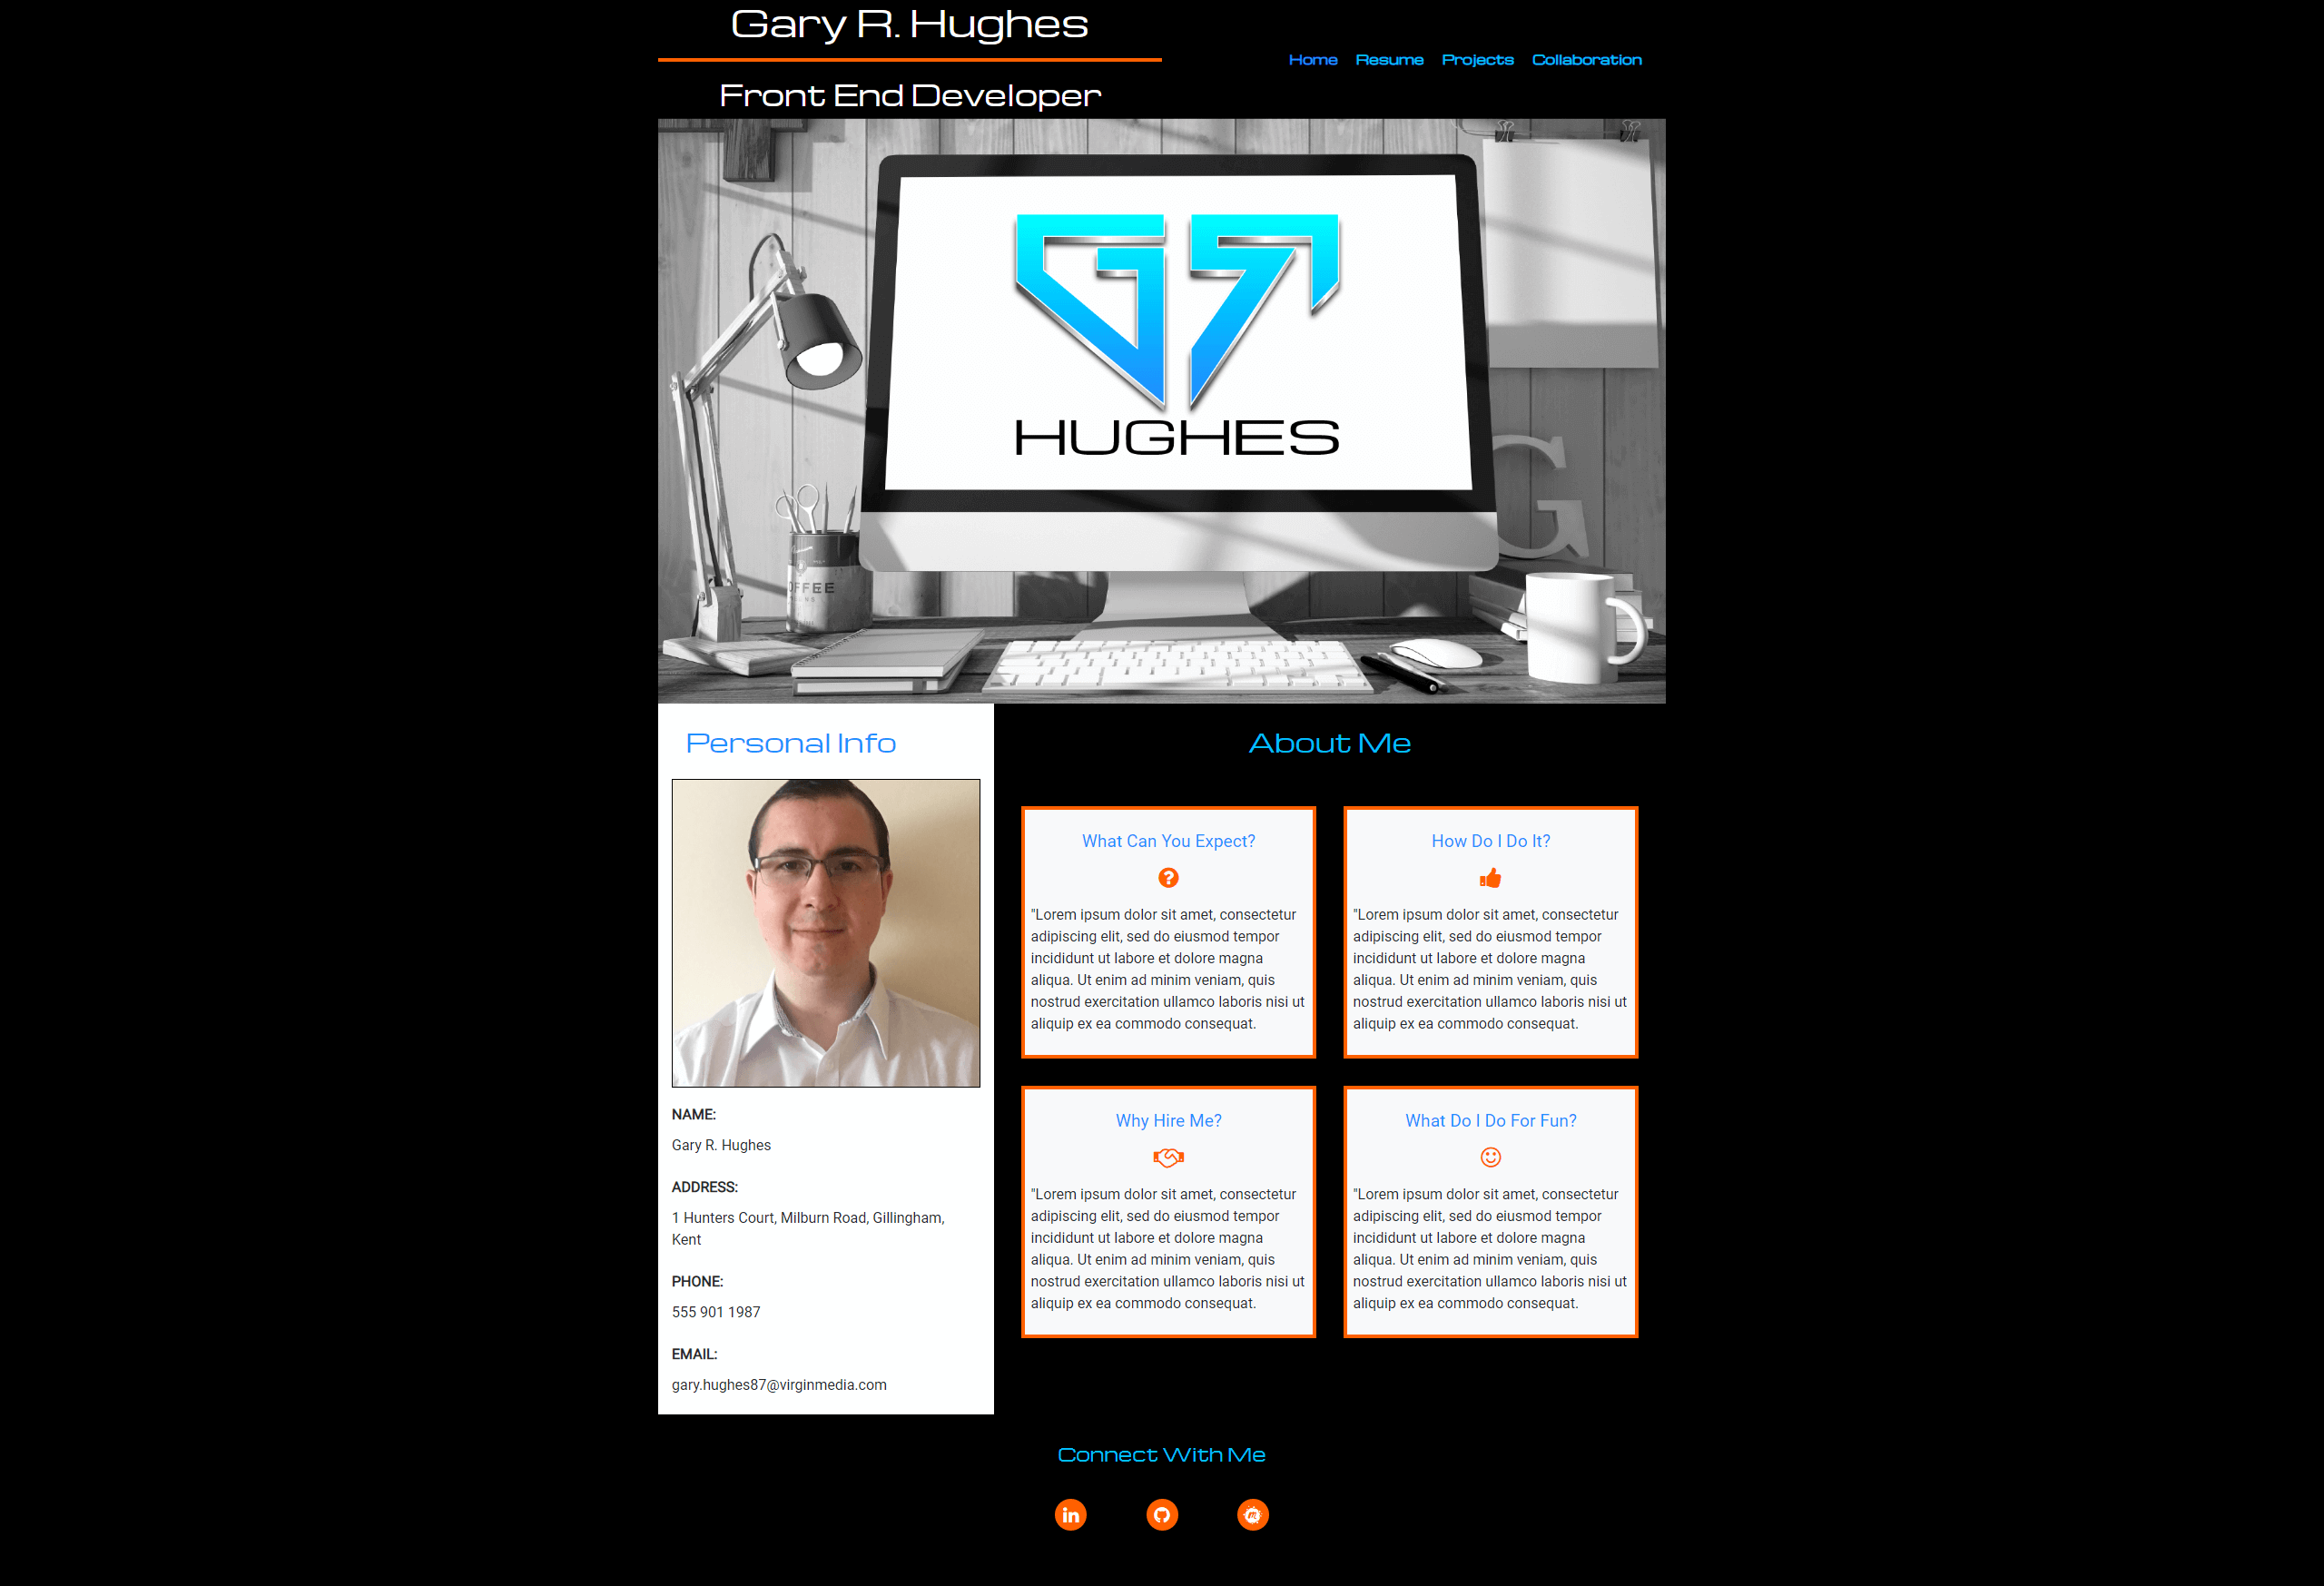 Gary R. Hughes
Home Resume Projects Collaboration
Front End Developer
HUGHES
G
COFFEE
Personal Info
NAME:
Gary R. Hughes
ADDRESS:
1 Hunters Court, Milburn Road, Gillingham,
Kent
PHONE:
555 901 1987
EMAIL:
gary.hughes87@virginmedia.com
About Me
What Can You Expect?
"Lorem ipsum dolor sit amet, consectetur
adipiscing elit, sed do eiusmod tempor
incididunt ut labore et dolore magna
aliqua. Ut enim ad minim veniam, quis
nostrud exercitation ullamco laboris nisi ut
aliquip ex ea commodo consequat.
How Do I Do It?
"Lorem ipsum dolor sit amet, consectetur
adipiscing elit, sed do eiusmod tempor
incididunt ut labore et dolore magna
aliqua. Ut enim ad minim veniam, quis
nostrud exercitation ullamco laboris nisi ut
aliquip ex ea commodo consequat.
Why Hire Me?
"Lorem ipsum dolor sit amet, consectetur
adipiscing elit, sed do eiusmod tempor
incididunt ut labore et dolore magna
aliqua. Ut enim ad minim veniam, quis
nostrud exercitation ullamco laboris nisi ut
aliquip ex ea commodo consequat.
What Do I Do For Fun?
"Lorem ipsum dolor sit amet, consectetur
adipiscing elit, sed do eiusmod tempor
incididunt ut labore et dolore magna
aliqua. Ut enim ad minim veniam, quis
nostrud exercitation ullamco laboris nisi ut
aliquip ex ea commodo consequat.
Connect With Me
in